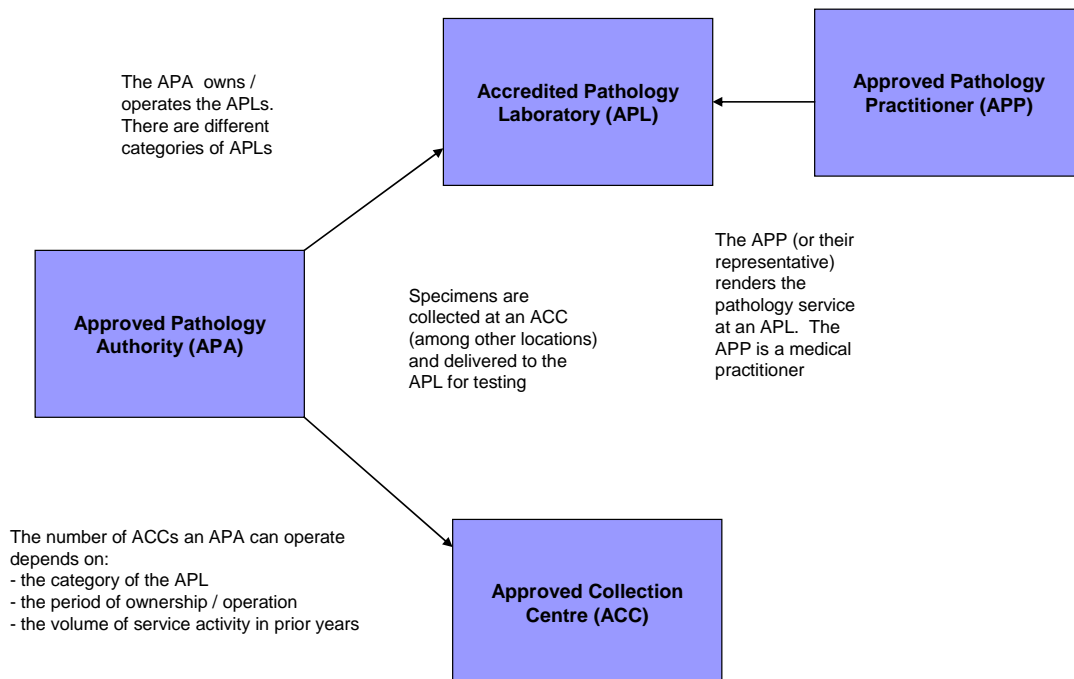 The APA  owns /
operates the APLs.
There are different
categories of APLs
Accredited Pathology
Laboratory (APL)
Approved Pathology
Practitioner (APP)
The APP (or their
representative)
renders the
pathology service
at an APL.  The
APP is a medical
practitioner
Approved Pathology
Authority (APA)
Specimens are
collected at an ACC
(among other locations)
and delivered to the
APL for testing
The number of ACCs an APA can operate
depends on:
- the category of the APL
- the period of ownership / operation
- the volume of service activity in prior years
Approved Collection
Centre (ACC)